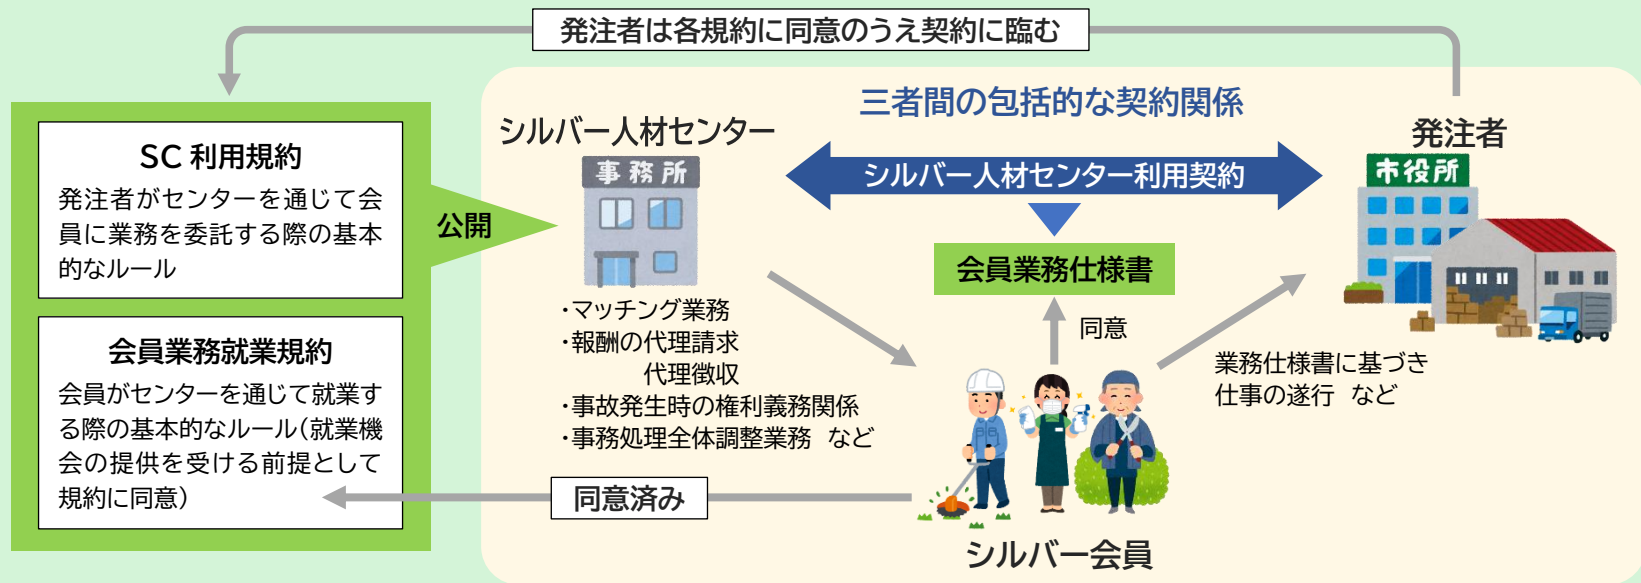 発注者は各規約に同意のうえ契約に臨む
三者間の包括的な契約関係
シルバー人材センター
発注者
事務所
市役所
シルバー人材センター利用契約
SC 利用規約
発注者がセンターを通じて会
員に業務を委託する際の基本
的なルール
公開
会員業務仕様書
・マッチング業務
・報酬の代理請求
代理徴収
・事故発生時の権利義務関係
・事務処理全体調整業務 など
同意
業務仕様書に基づき
仕事の遂行 など
会員業務就業規約
会員がセンターを通じて就業す
る際の基本的なルール(就業機
会の提供を受ける前提として
規約に同意)
同意済み
シルバー会員